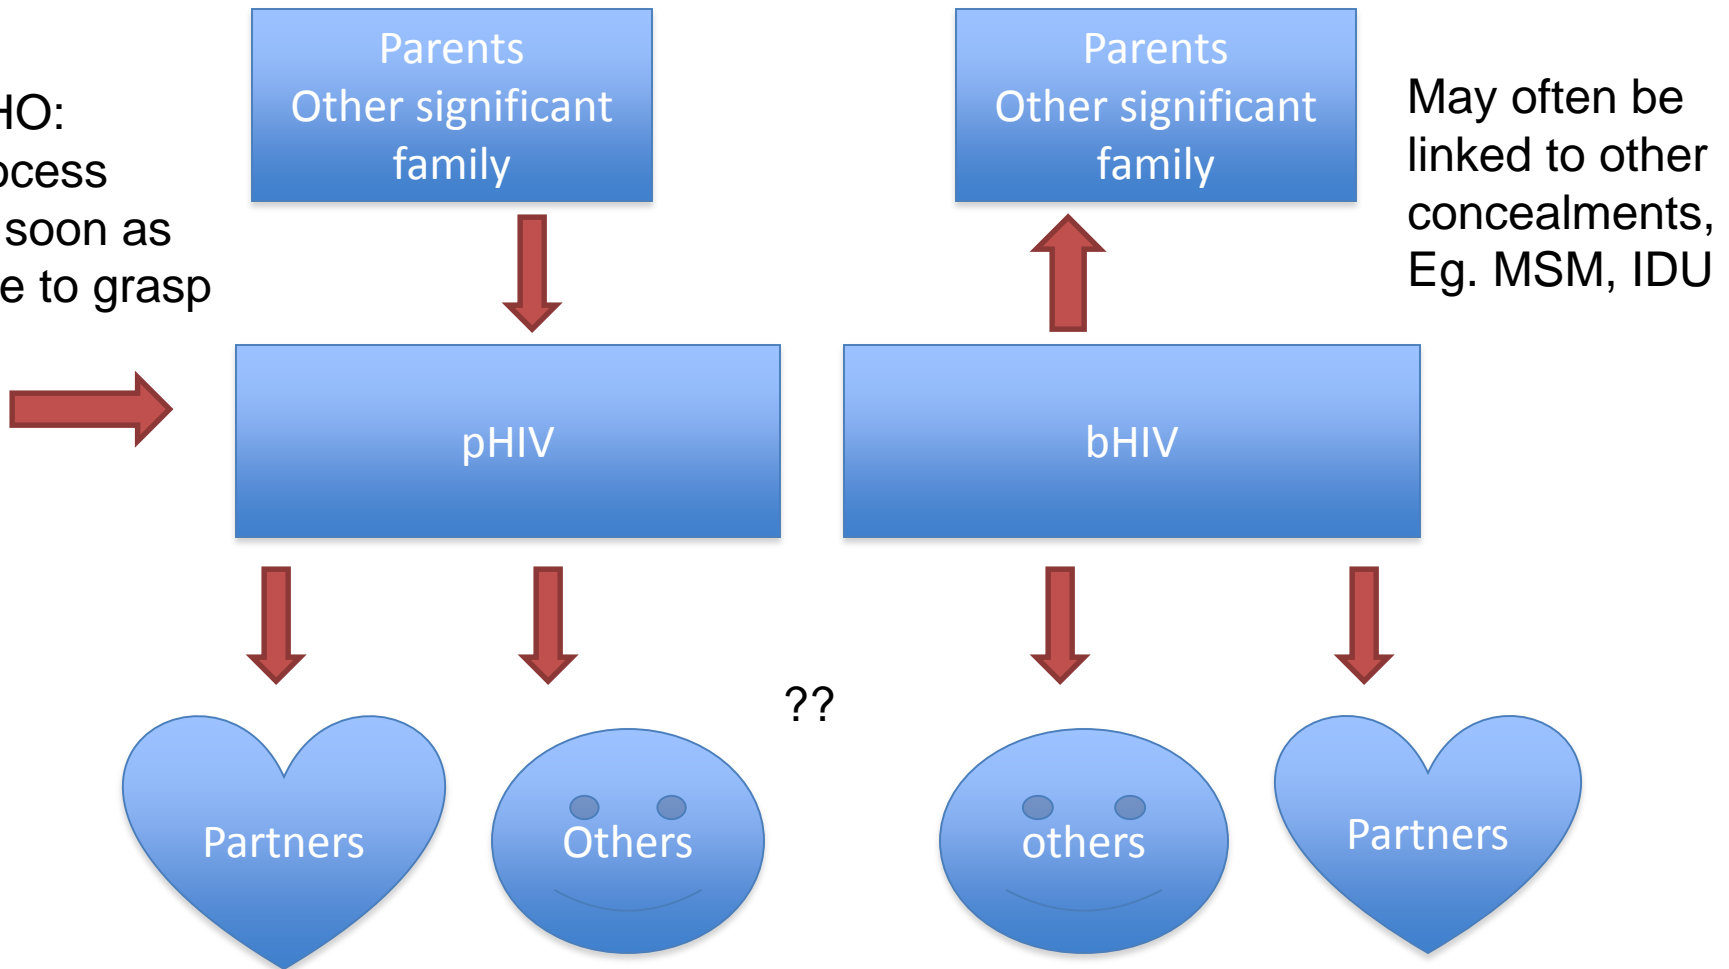 Parents
Other significant
family
Parents
Other significant
family
HO:
ocess
soon as
e to grasp
May often be
linked to other
concealments,
Eg. MSM, IDU
pHIV
bHIV
??
Partners
Others
others
Partners